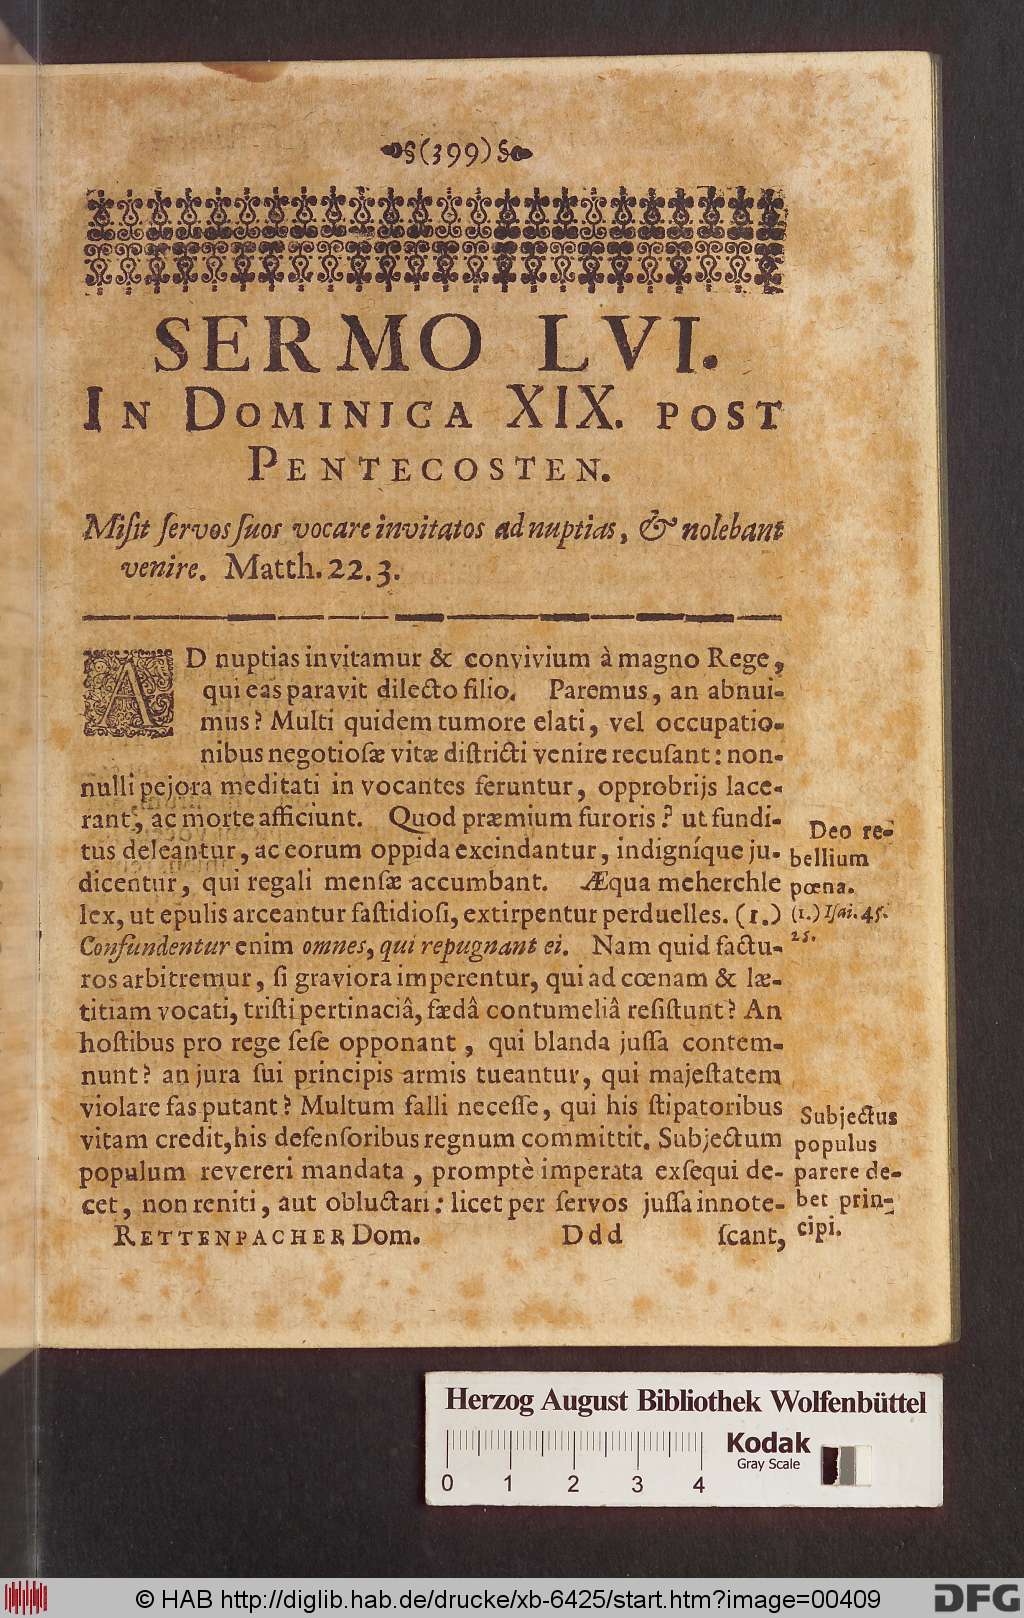 §(399)§
SERMO LVI.
IN DOMINICA XIX. POST
PENTECOSTEN.
Miſit ſervos ſuos vocare invitatos ad nuptias, & nolebant
venire. Matth. 22. 3.
AD nuptias invitamur & convivium à magno Rege,
qui eas paravit dilecto filio. Paremus, an abnui-
mus? Multi quidem tumore elati, vel occupatio-
nibus negotioſæ vitæ diſtricti venire recuſant: non-
nulli pejora meditati in vocantes feruntur, opprobrijs lace-
rant, ac morte afficiunt. Quod præmium furoris? ut fundi-
tus deleantur, ac eorum oppida excindantur, indigníque ju-
dicentur, qui regali menſæ accumbant. Æqua meherchle
lex, ut epulis arceantur faſtidioſi, extirpentur perduelles. (1.)
Confundentur enim omnes, qui repugnant ei. Nam quid factu-
ros arbitremur, ſi graviora imperentur, qui ad cœnam & læ-
titiam vocati, triſti pertinaciâ, fædâ contumeliâ reſiſtunt? An
hoſtibus pro rege ſeſe opponant, qui blanda juſſa contem-
nunt? an jura ſui principis armis tueantur, qui majeſtatem
violare fas putant? Multum falli neceſſe, qui his ſtipatoribus
vitam credit, his defenſoribus regnum committit. Subjectum
populum revereri mandata, promptè imperata exſequi de-
cet, non reniti, aut obluctari: licet per ſervos juſſa innote-
RETTENPACHER Dom. Ddd ſcant,
Deo re-
bellium
pœna.
(1.) Iſai. 45.
25.
Subjectus
populus
parere de-
bet prin-
cipi.
Herzog August Bibliothek Wolfenbüttel
Kodak
Gray Scale
0 1 2 3 4
© HAB http://diglib.hab.de/drucke/xb-6425/start.htm?image=00409
DFG